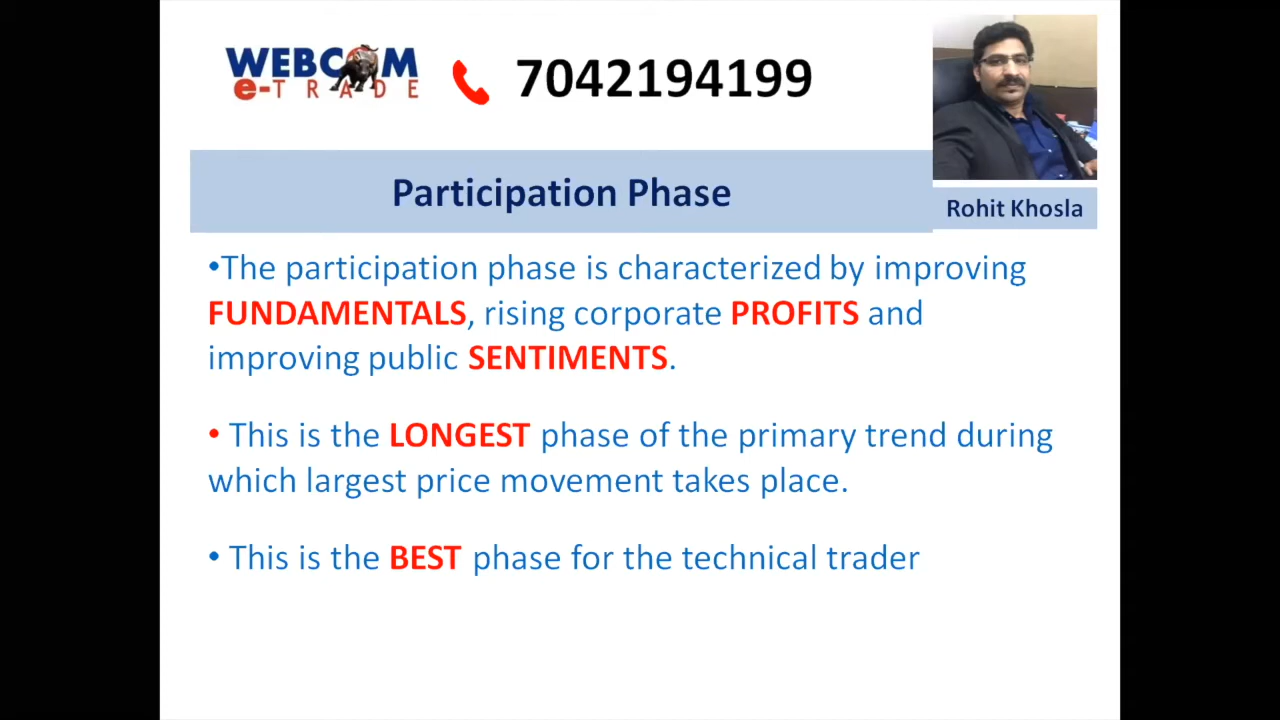 WEBCOM
e-TRADE
7042194199
Participation Phase
Rohit Khosla
•The participation phase is characterized by improving
FUNDAMENTALS, rising corporate PROFITS and
improving public SENTIMENTS.
• This is the LONGEST phase of the primary trend during
which largest price movement takes place.
• This is the BEST phase for the technical trader